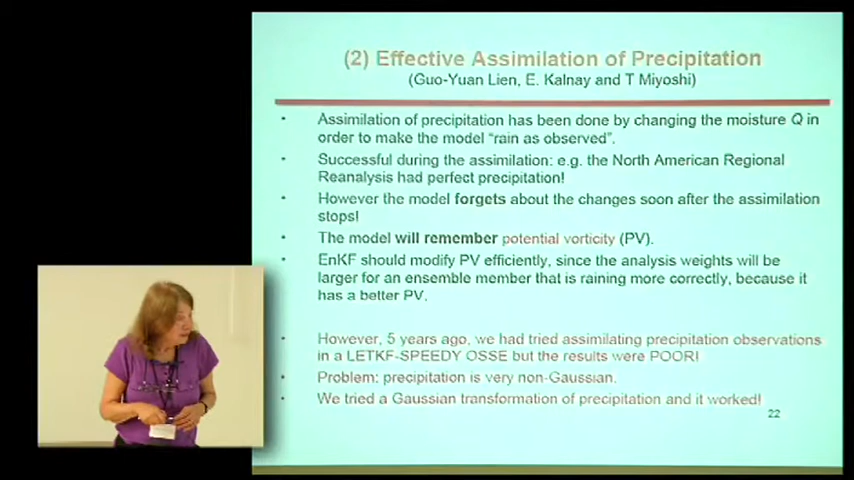 (2) Effective Assimilation of Precipitation
(Guo-Yuan Lien, E. Kalnay and T Miyoshi)
• Assimilation of precipitation has been done by changing the moisture Q in
order to make the model "rain as observed".
• Successful during the assimilation: e.g. the North American Regional
Reanalysis had perfect precipitation!
• However the model forgets about the changes soon after the assimilation
stops!
• The model will remember potential vorticity (PV).
• EnKF should modify PV efficiently, since the analysis weights will be
larger for an ensemble member that is raining more correctly, because it
has a better PV.
• However, 5 years ago, we had tried assimilating precipitation observations
in a LETKF-SPEEDY OSSE but the results were POOR!
• Problem: precipitation is very non-Gaussian.
• We tried a Gaussian transformation of precipitation and it worked!
22